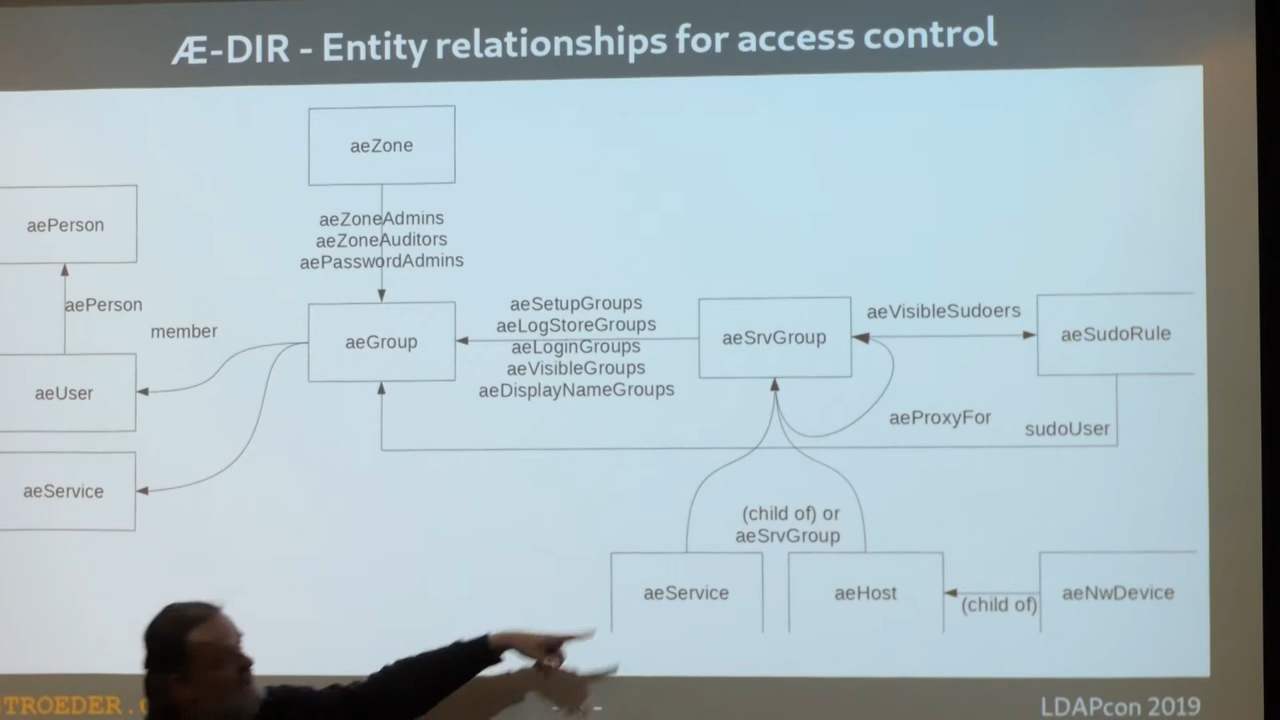 Æ-DIR - Entity relationships for access control
aeZone
aePerson
aeZoneAdmins
aeZoneAuditors
aePasswordAdmins
aePerson
member
aeGroup
aeSetupGroups
aeLogStoreGroups
aeLoginGroups
aeVisibleGroups
aeDisplayNameGroups
aeSrvGroup
aeVisibleSudoers
aeSudoRule
aeUser
aeProxyFor
sudoUser
aeService
(child of) or
aeSrvGroup
aeService
aeHost
(child of)
aeNwDevice
TROEDER.
LDAPcon 2019